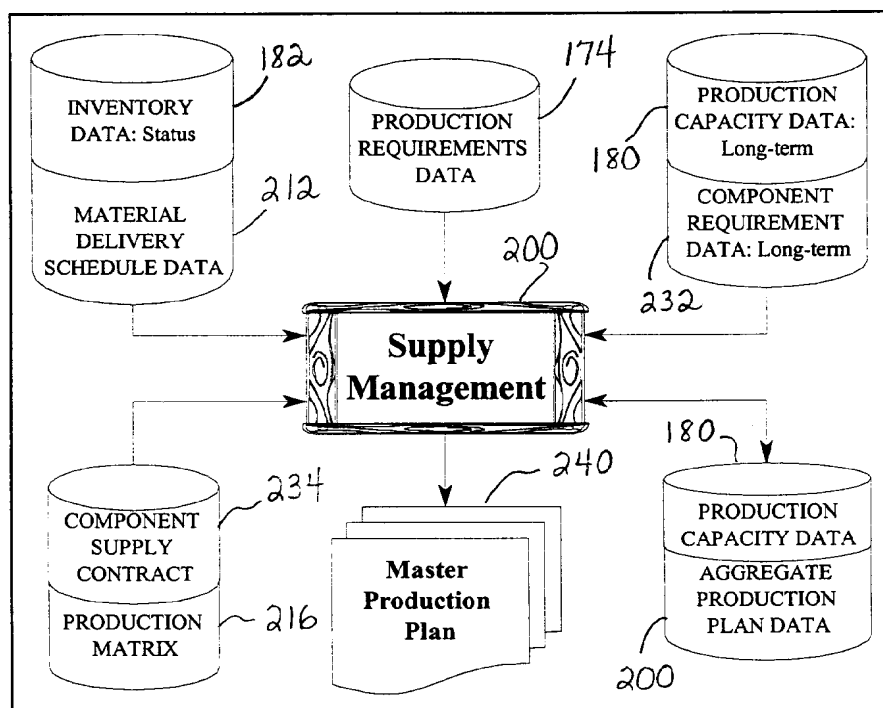 182
INVENTORY
DATA: Status
212
MATERIAL
DELIVERY
SCHEDULE DATA
174
PRODUCTION
REQUIREMENTS
DATA
180
PRODUCTION
CAPACITY DATA:
Long-term
COMPONENT
REQUIREMENT
DATA: Long-term
232
200
Supply
Management
234
COMPONENT
SUPPLY
CONTRACT
216
PRODUCTION
MATRIX
240
Master
Production
Plan
180
PRODUCTION
CAPACITY DATA
AGGREGATE
PRODUCTION
PLAN DATA
200